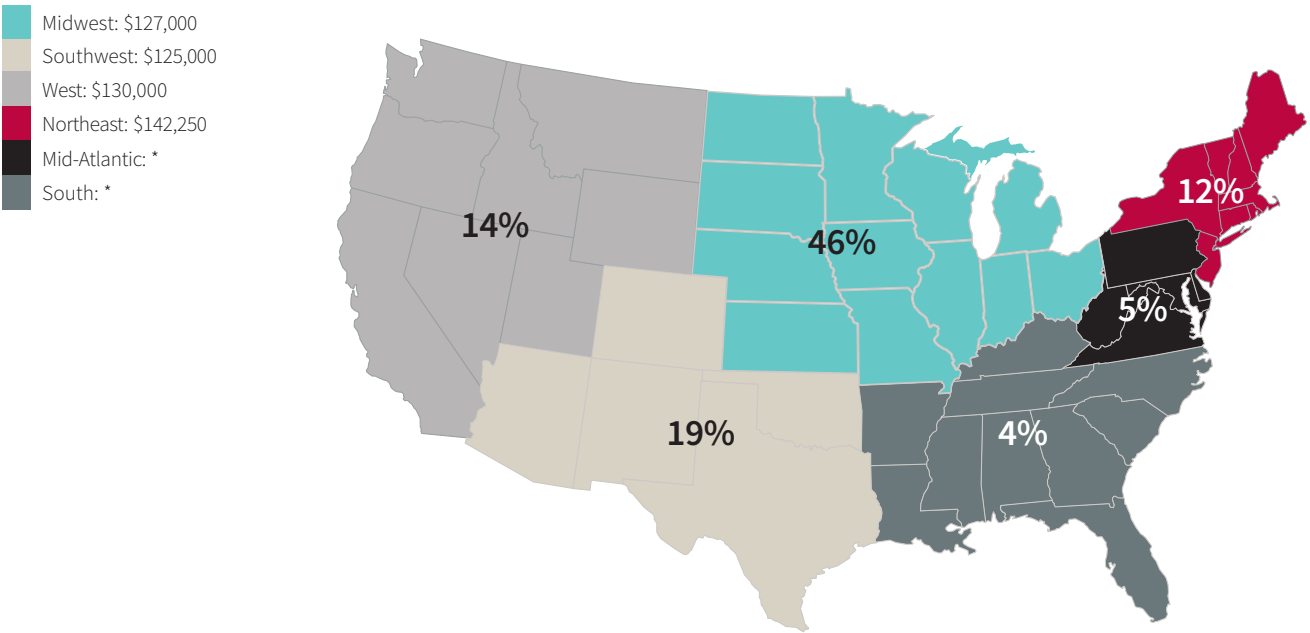 Midwest: $127,000
Southwest: $125,000
West: $130,000
Northeast: $142,250
Mid-Atlantic: *
South: *
12%
14%
46%
5%
19%
4%